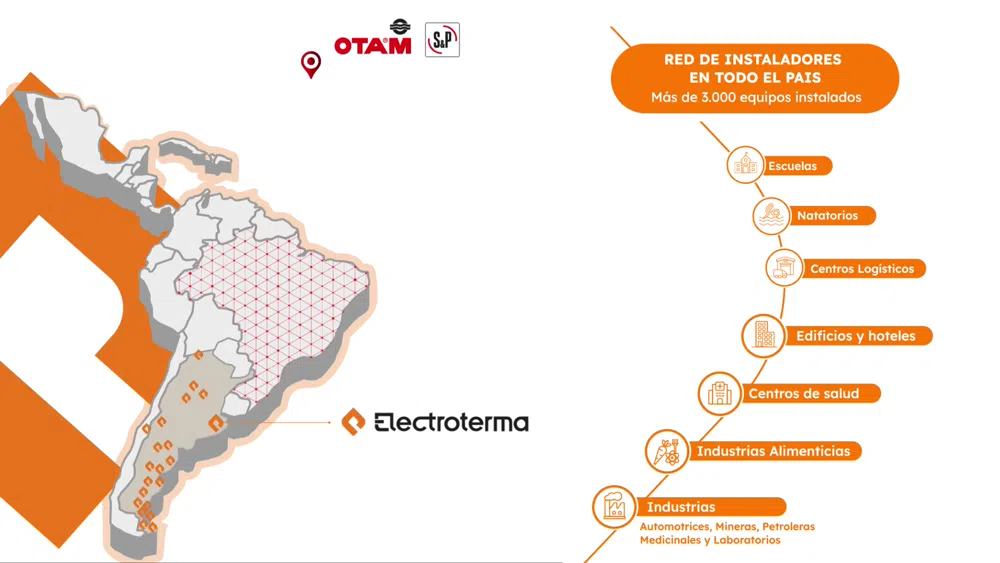 OTAM
S&P
Electroterma
RED DE INSTALADORES
EN TODO EL PAIS
Más de 3.000 equipos instalados
Escuelas
Natatorios
Centros Logísticos
Edificios y hoteles
Centros de salud
Industrias Alimenticias
Industrias
Automotrices, Mineras, Petroleras
Medicinales y Laboratorios